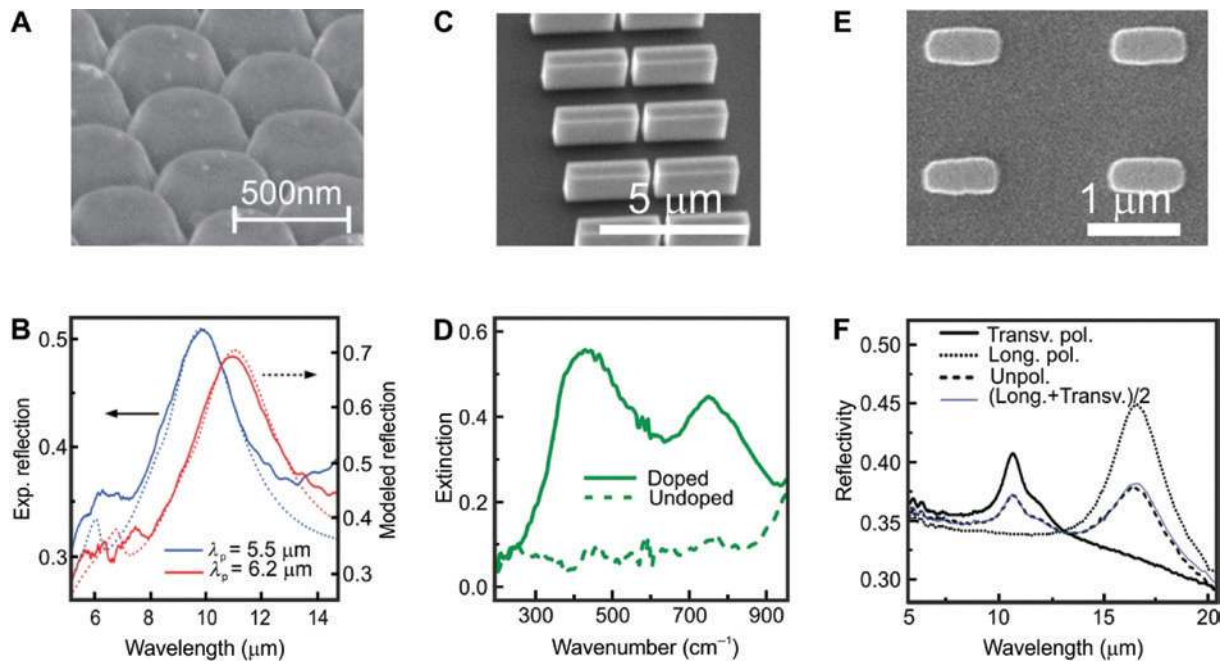 A
500nm
C
5 μm
E
1 μm
B
0.5
0.4
0.3
Exp. reflection
0.7
0.6
0.5
0.4
0.3
Modeled reflection
λp = 5.5 μm
λp = 6.2 μm
6 8 10 12 14
Wavelength (μm)
D
0.6
0.4
0.2
0.0
Extinction
Doped
Undoped
300 500 700 900
Wavenumber (cm⁻¹)
F
0.50
0.45
0.40
0.35
0.30
Reflectivity
Transv. pol.
Long. pol.
Unpol.
(Long.+Transv.)/2
5 10 15 20
Wavelength (μm)